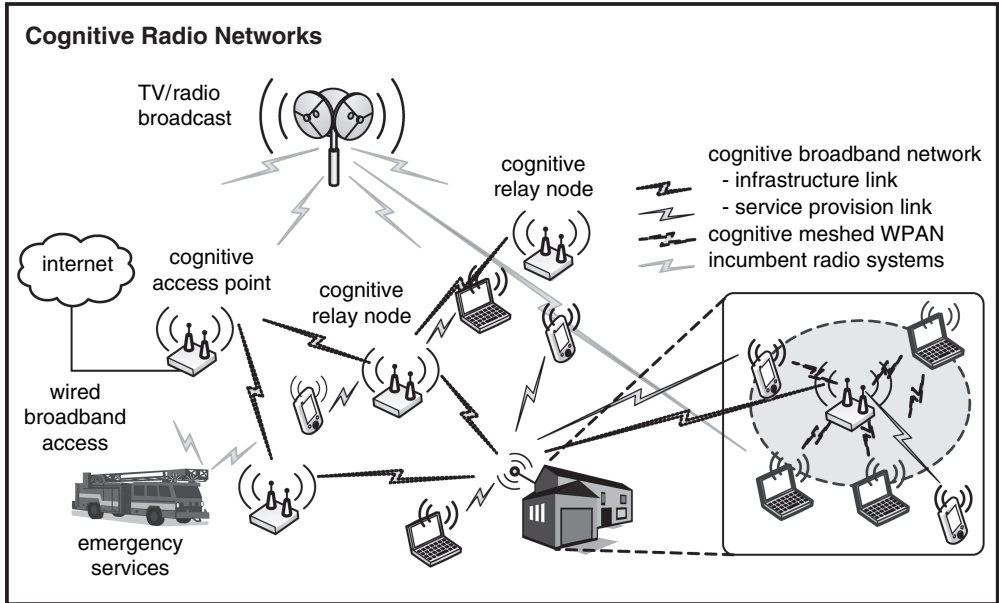 Cognitive Radio Networks
TV/radio
broadcast
cognitive
relay node
cognitive broadband network
- infrastructure link
- service provision link
cognitive meshed WPAN
incumbent radio systems
internet
cognitive
access point
cognitive
relay node
wired
broadband
access
emergency
services